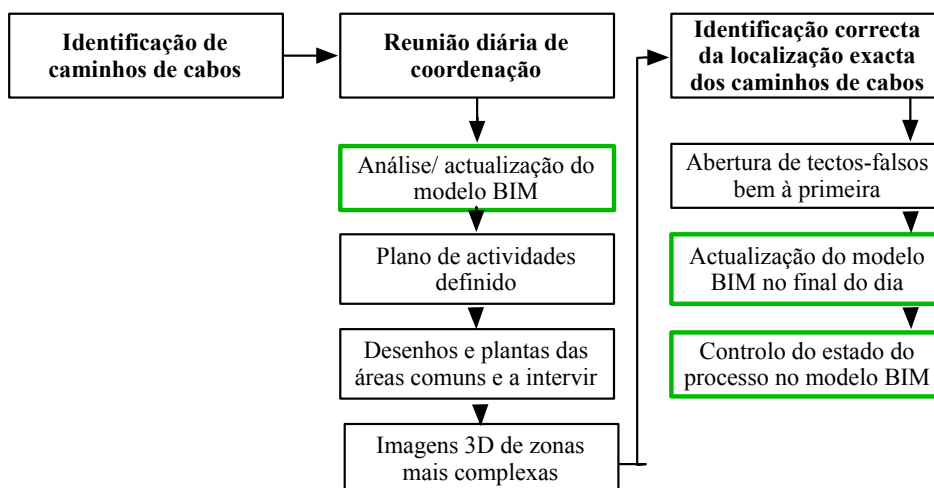 Identificação de
caminhos de cabos
Reunião diária de
coordenação
Análise/ actualização do
modelo BIM
Plano de actividades
definido
Desenhos e plantas das
áreas comuns e a intervir
Imagens 3D de zonas
mais complexas
Identificação correcta
da localização exacta
dos caminhos de cabos
Abertura de tectos-falsos
bem à primeira
Actualização do modelo
BIM no final do dia
Controlo do estado do
processo no modelo BIM